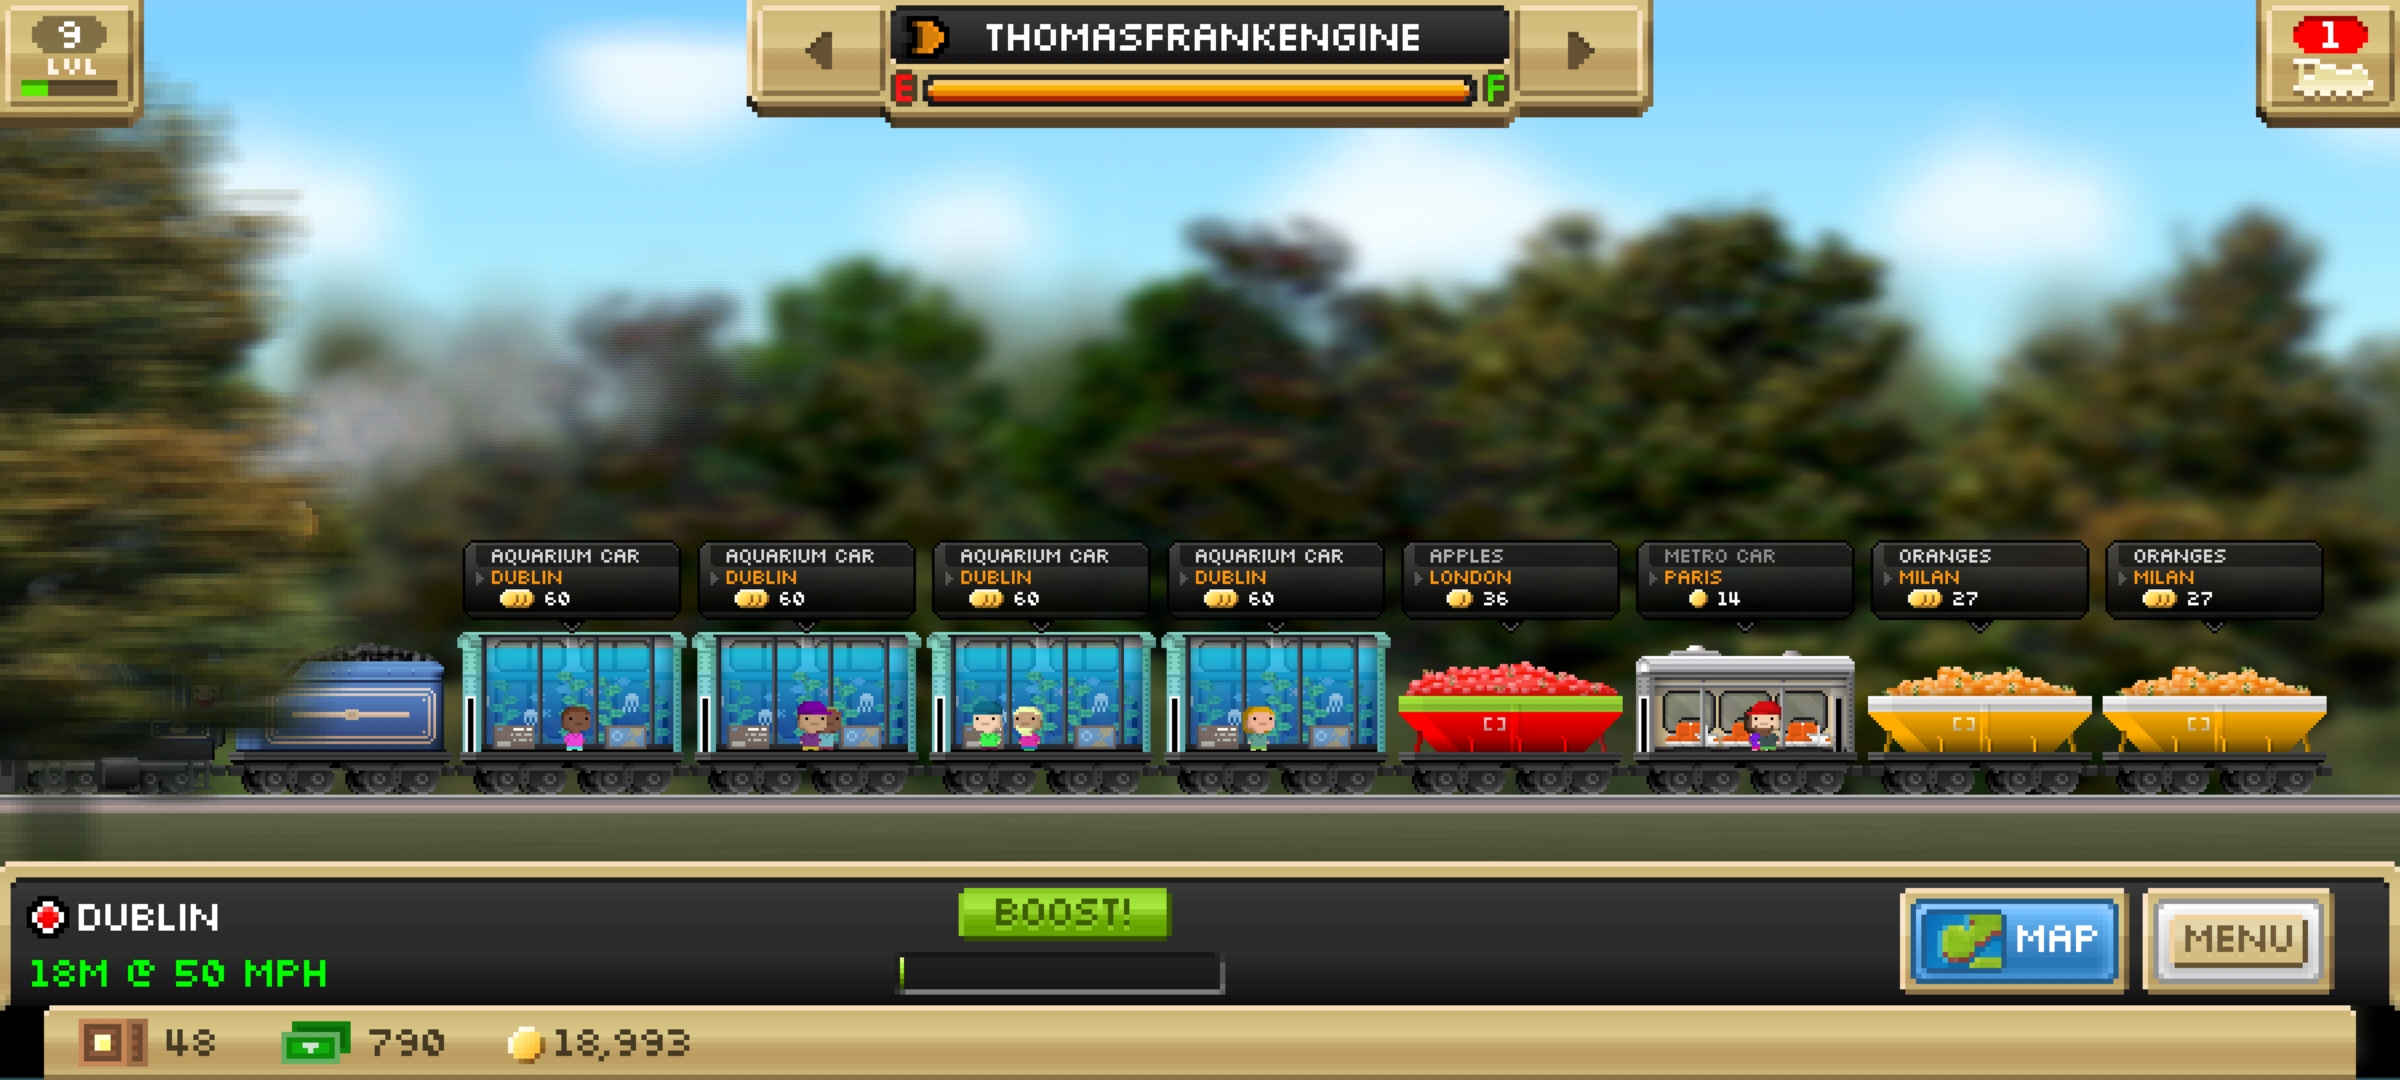 9
LVL
THOMASFRANKENGINE
E F
1
AQUARIUM CAR
DUBLIN
60
AQUARIUM CAR
DUBLIN
60
AQUARIUM CAR
DUBLIN
60
AQUARIUM CAR
DUBLIN
60
APPLES
LONDON
36
METRO CAR
PARIS
14
ORANGES
MILAN
27
ORANGES
MILAN
27
DUBLIN
18M @ 50 MPH
BOOST!
MAP
MENU
48 790 18,993